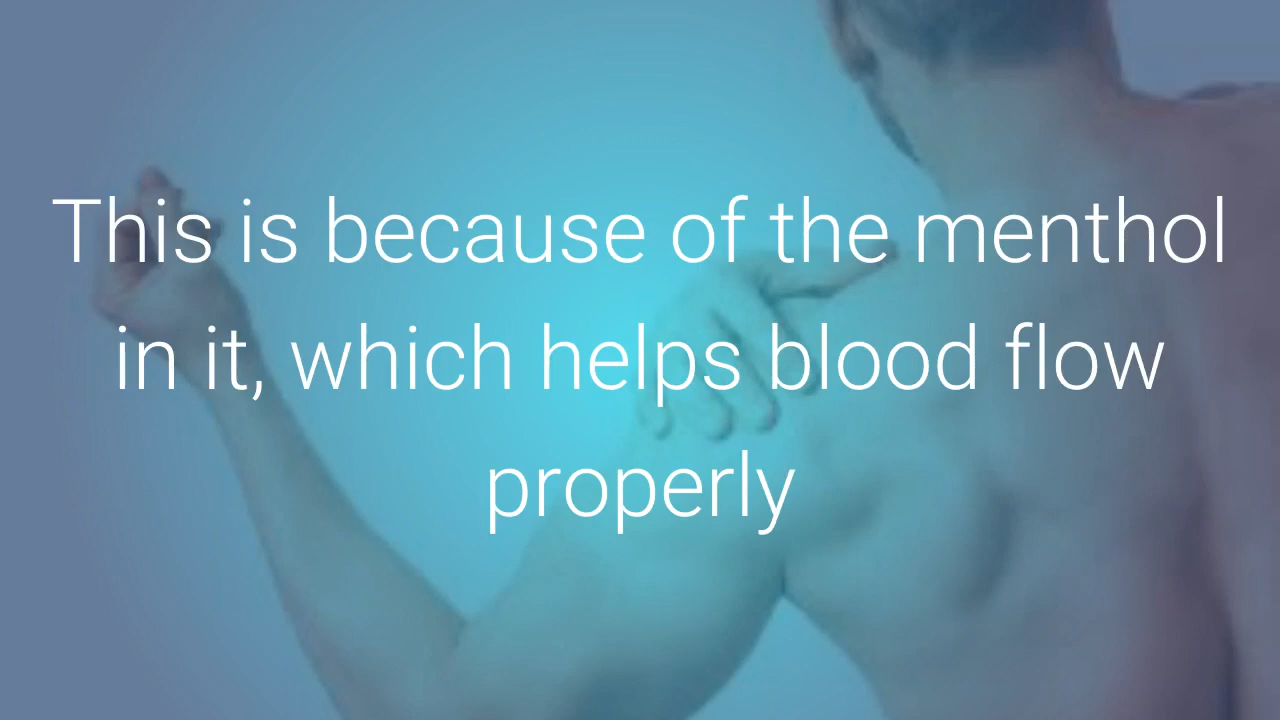 This is because of the menthol
in it, which helps blood flow
properly